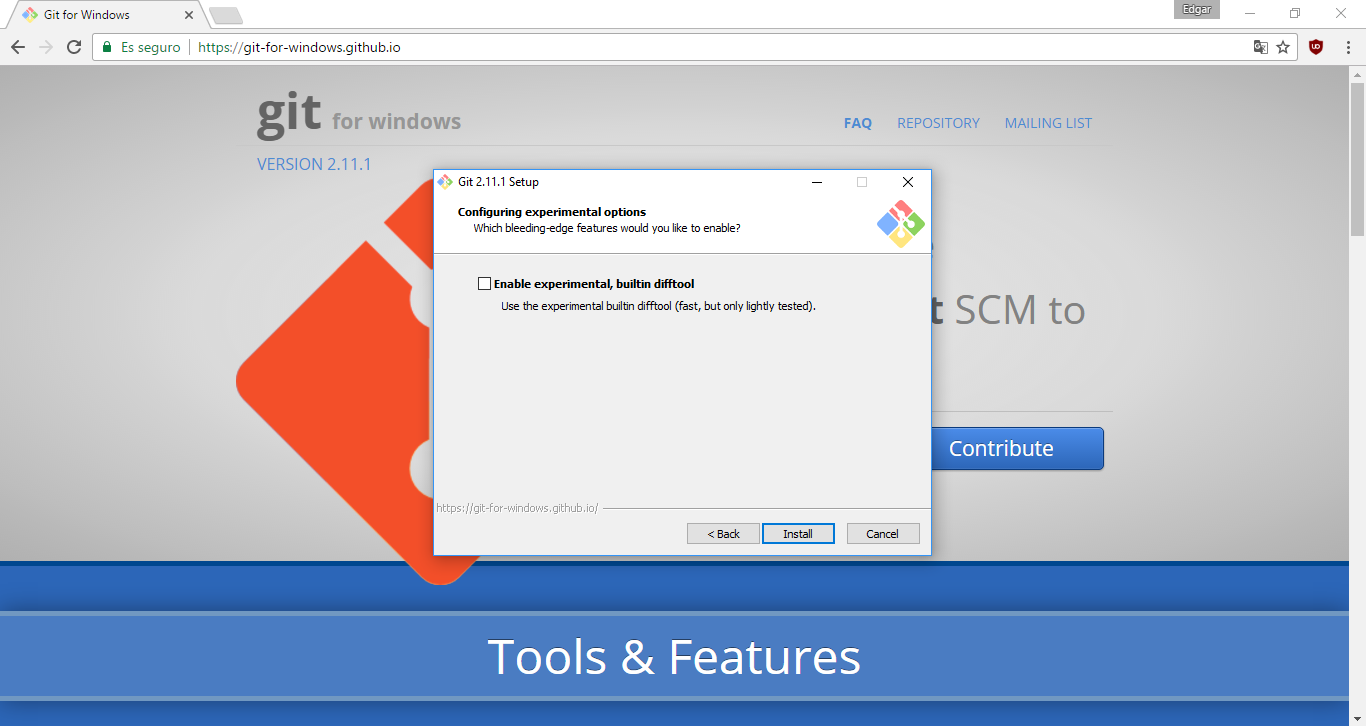 Git for Windows
Edgar
Es seguro
https://git-for-windows.github.io
git for windows
FAQ
REPOSITORY
MAILING LIST
VERSION 2.11.1
Git 2.11.1 Setup
Configuring experimental options
Which bleeding-edge features would you like to enable?
Enable experimental, builtin difftool
Use the experimental builtin difftool (fast, but only lightly tested).
t SCM to
Contribute
https://git-for-windows.github.io/
< Back
Install
Cancel
Tools & Features